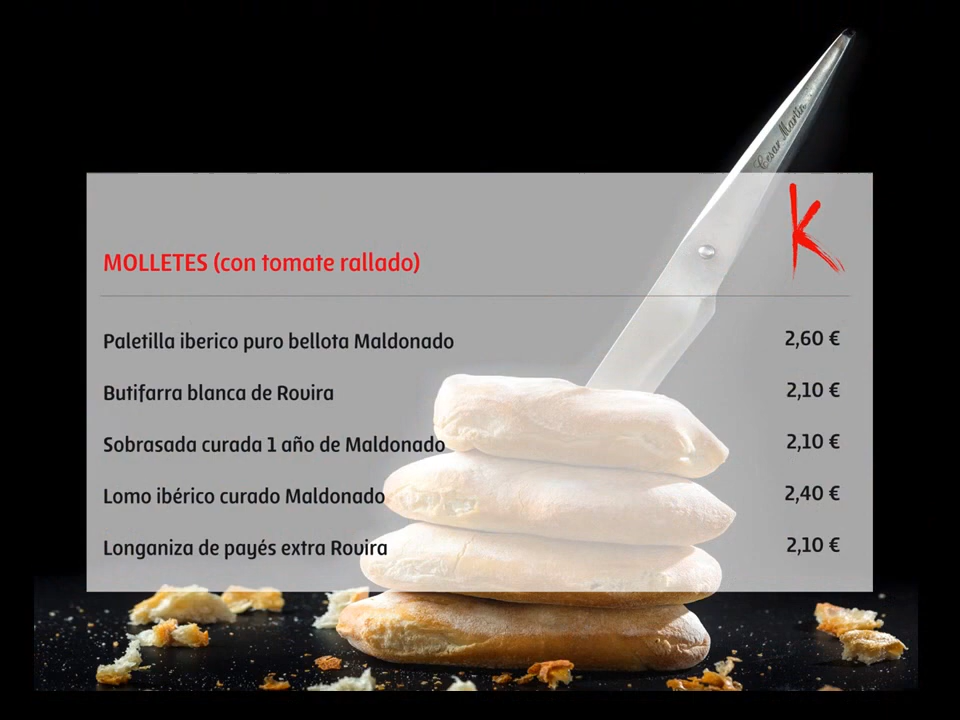 Cesar Martín
k
MOLLETES (con tomate rallado)
Paletilla iberico puro bellota Maldonado 2,60 €
Butifarra blanca de Rovira 2,10 €
Sobrasada curada 1 año de Maldonado 2,10 €
Lomo ibérico curado Maldonado 2,40 €
Longaniza de payés extra Rovira 2,10 €